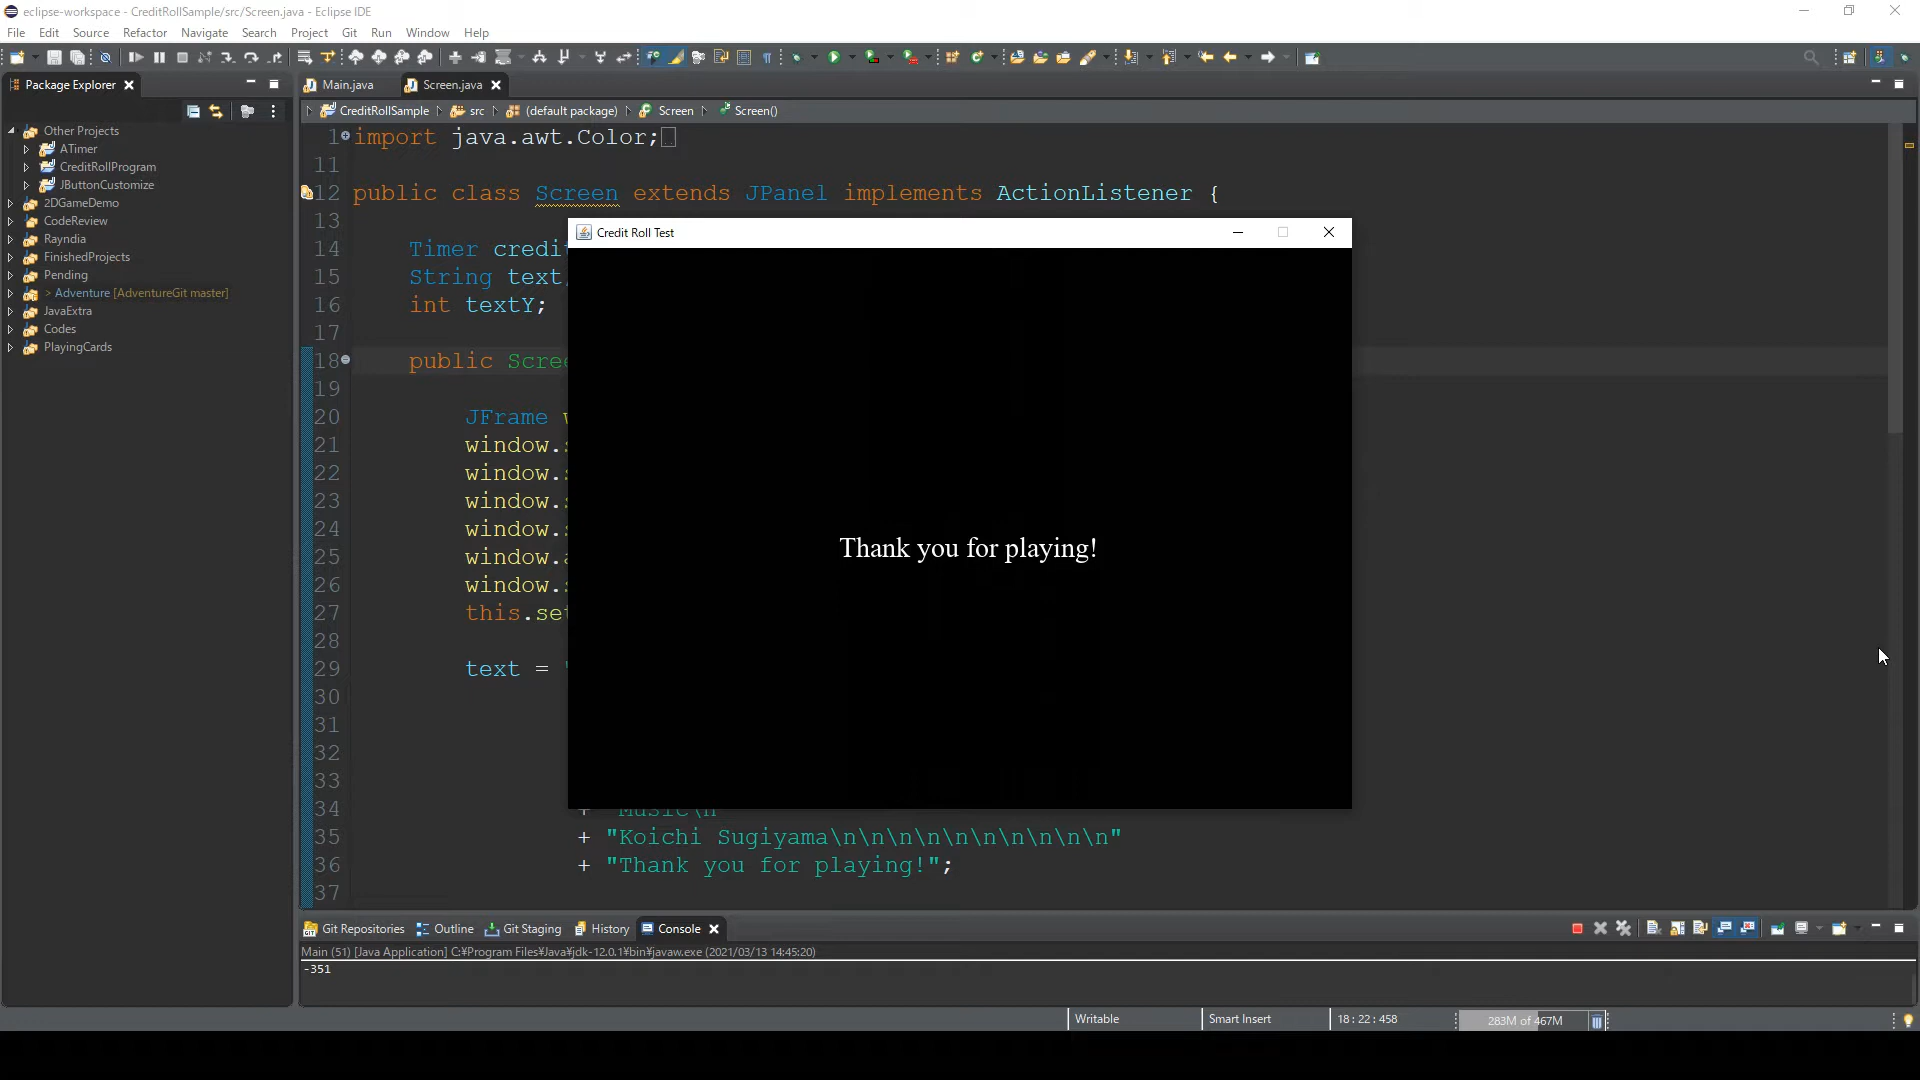 eclipse-workspace - CreditRollSample/src/Screen.java - Eclipse IDE
File Edit Source Refactor Navigate Search Project Git Run Window Help
Package Explorer
Main.java
Screen.java
CreditRollSample
src
(default package)
Screen
Screen()
Other Projects
ATimer
CreditRollProgram
JButtonCustomize
2DGameDemo
CodeReview
Rayndia
FinishedProjects
Pending
> Adventure [AdventureGit master]
JavaExtra
Codes
PlayingCards
1 import java.awt.Color;
11
12 public class Screen extends JPanel implements ActionListener {
13
14 Timer credit
15 String text
16 int textY;
17
18 public Scree
19
20 JFrame
21 window.
22 window.
23 window.
24 window.
25 window.
26 window.
27 this.set
28
29 text =
30
31
32
33
34 + "Music\n
35 + "Koichi Sugiyama\n\n\n\n\n\n\n\n\n\n"
36 + "Thank you for playing!";
37
Credit Roll Test
Thank you for playing!
Git Repositories
Outline
Git Staging
History
Console
Main (51) [Java Application] C:¥Program Files¥Java¥jdk-12.0.1¥bin¥javaw.exe (2021/03/13 14:45:20)
-351
Writable
Smart Insert
18 : 22 : 458
283M of 467M